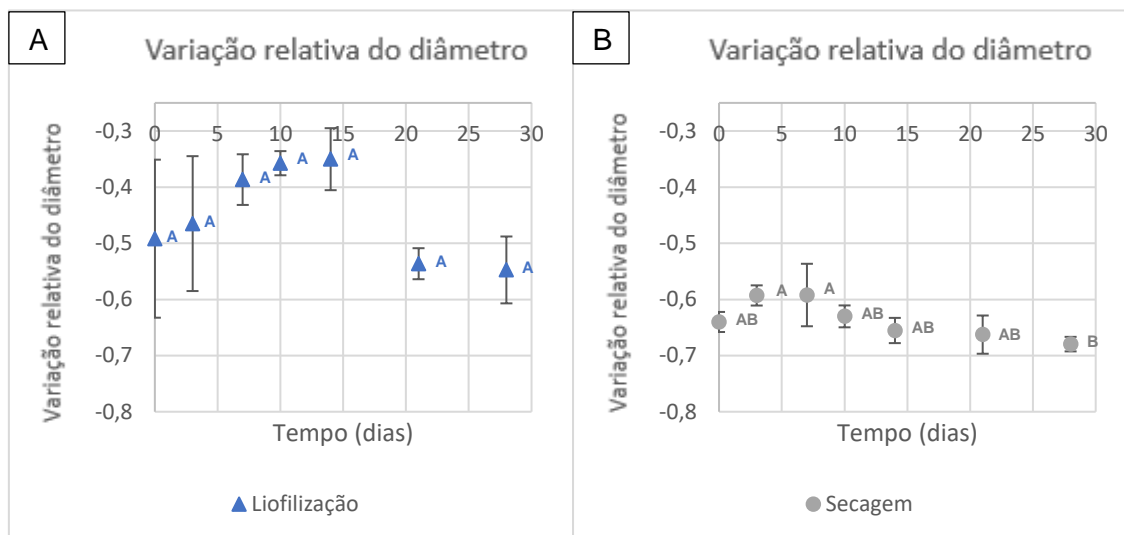 A
Variação relativa do diâmetro
0 5 10 15 20 25 30
-0,3
-0,4
-0,5
-0,6
-0,7
-0,8
Variação relativa do diâmetro
A A A A A A A
Tempo (dias)
Liofilização
B
Variação relativa do diâmetro
0 5 10 15 20 25 30
-0,3
-0,4
-0,5
-0,6
-0,7
-0,8
Variação relativa do diâmetro
AB A A AB AB AB B
Tempo (dias)
Secagem